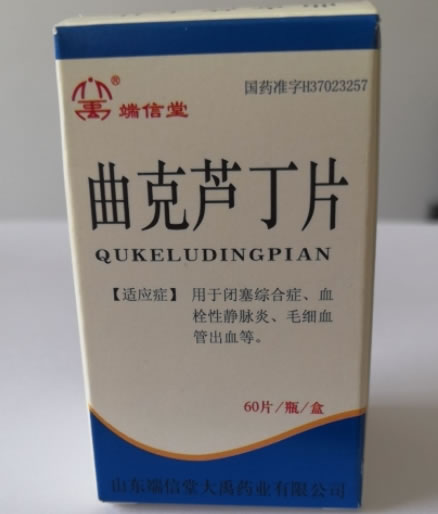 国药准字H37023257
端信堂®
曲克芦丁片
QUKELUDINGPIAN
【适应症】 用于闭塞综合症、血
栓性静脉炎、毛细血
管出血等。
60片/瓶/盒
山东端信堂大禹药业有限公司